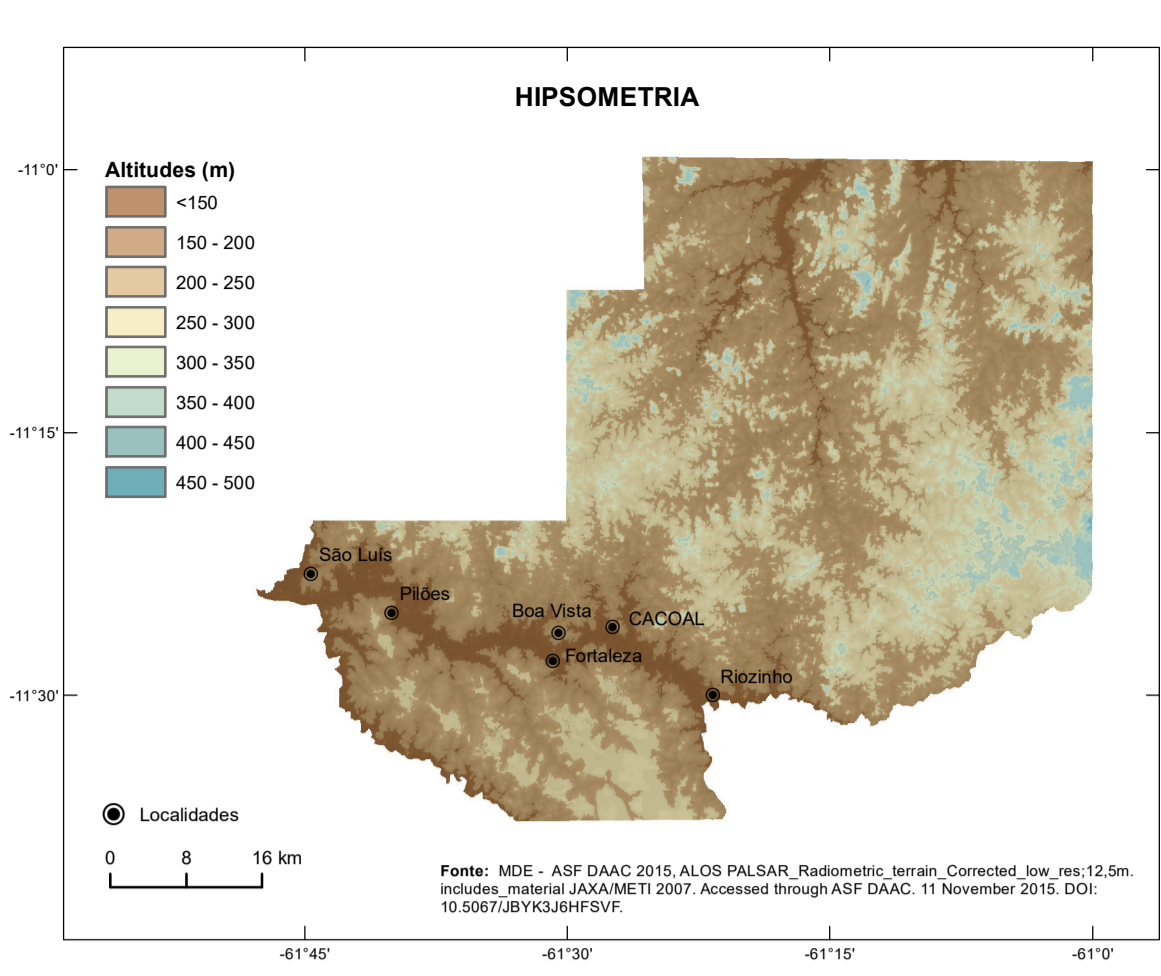 HIPSOMETRIA
Altitudes (m)
<150
150 - 200
200 - 250
250 - 300
300 - 350
350 - 400
400 - 450
450 - 500
-11°0'
-11°15'
-11°30'
São Luís
Pilões
Boa Vista
CACOAL
Fortaleza
Riozinho
Localidades
0 8 16 km
Fonte: MDE - ASF DAAC 2015, ALOS PALSAR_Radiometric_terrain_Corrected_low_res;12,5m.
includes_material JAXA/METI 2007. Accessed through ASF DAAC. 11 November 2015. DOI:
10.5067/JBYK3J6HFSVF.
-61°45' -61°30' -61°15' -61°0'